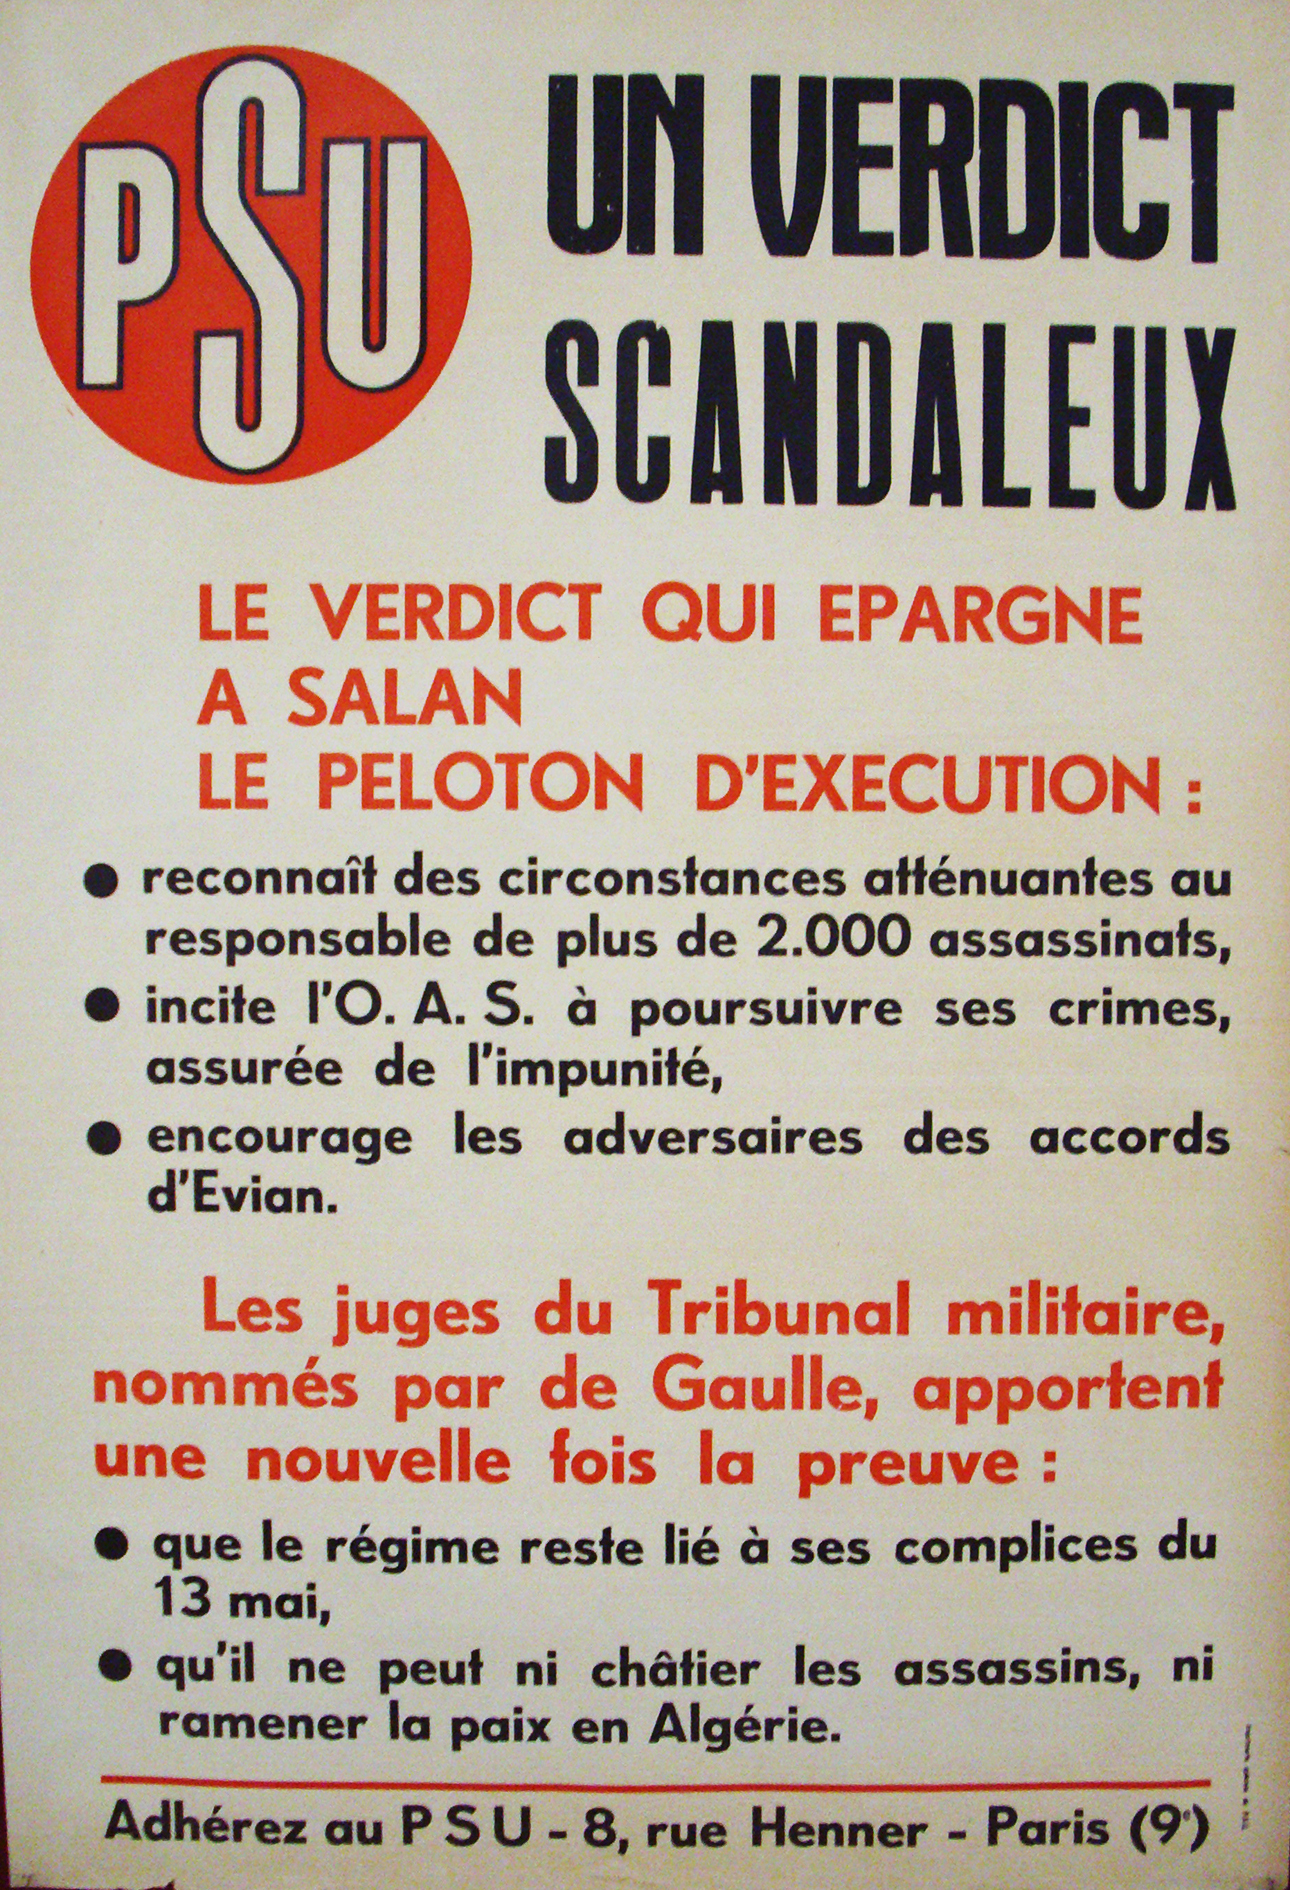 PSU
UN VERDICT
SCANDALEUX
LE VERDICT QUI EPARGNE
A SALAN
LE PELOTON D'EXECUTION :
● reconnaît des circonstances atténuantes au
responsable de plus de 2.000 assassinats,
● incite l'O. A. S. à poursuivre ses crimes,
assurée de l'impunité,
● encourage les adversaires des accords
d'Evian.
Les juges du Tribunal militaire,
nommés par de Gaulle, apportent
une nouvelle fois la preuve :
● que le régime reste lié à ses complices du
13 mai,
● qu'il ne peut ni châtier les assassins, ni
ramener la paix en Algérie.
Adhérez au P S U - 8, rue Henner - Paris (9e)